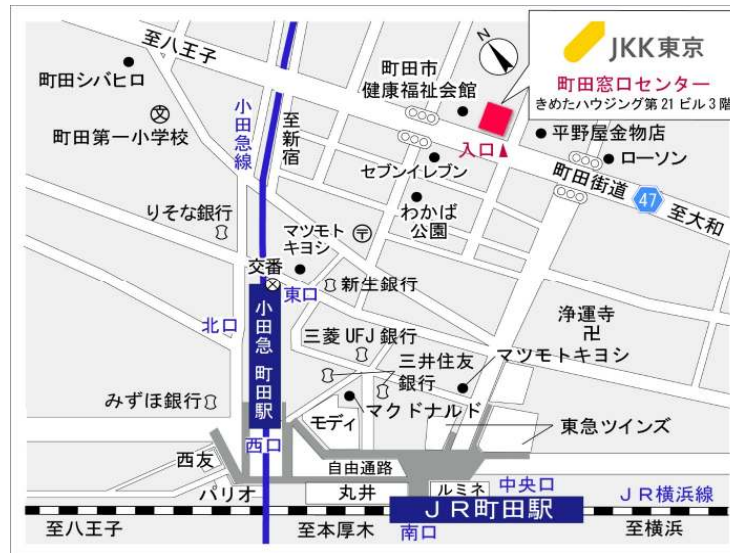 至八王子
N
JKK東京
町田窓口センター
きめたハウジング第21ビル3階
町田シバヒロ
町田市
健康福祉会館
文
町田第一小学校
小田急線
至新宿
入口
平野屋金物店
ローソン
セブンイレブン
町田街道
47
至大和
わかば
公園
りそな銀行
マツモト
キヨシ
〒
交番
東口
新生銀行
北口
小田急 町田駅
三菱UFJ銀行
浄運寺
卍
三井住友
銀行
マツモトキヨシ
みずほ銀行
マクドナルド
モディ
東急ツインズ
西口
西友
自由通路
パリオ
丸井
ルミネ
中央口
JR横浜線
JR町田駅
至八王子
至本厚木
南口
至横浜